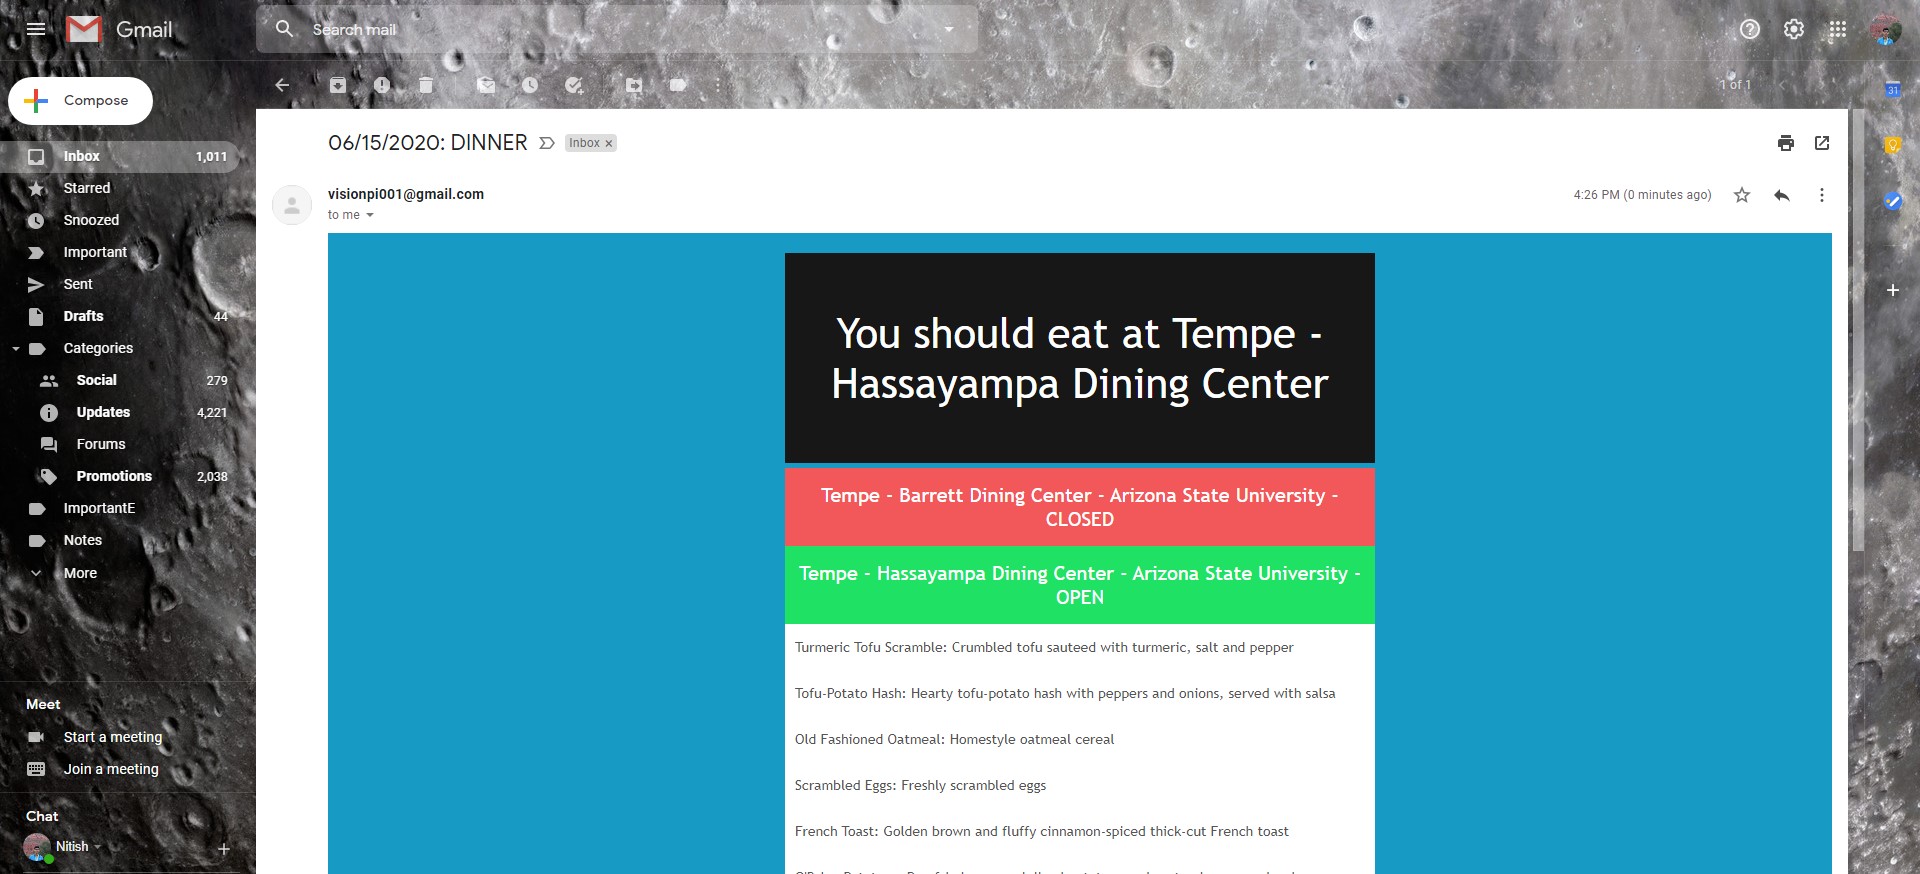 Gmail
Search mail
Compose
1 of 1
31
06/15/2020: DINNER
Inbox ×
Inbox 1,011
visionpi001@gmail.com
4:26 PM (0 minutes ago)
to me
Starred
Snoozed
Important
Sent
Drafts 44
Categories
Social 279
Updates 4,221
Forums
Promotions 2,038
ImportantE
Notes
More
Meet
Start a meeting
Join a meeting
Chat
Nitish
You should eat at Tempe -
Hassayampa Dining Center
Tempe - Barrett Dining Center - Arizona State University -
CLOSED
Tempe - Hassayampa Dining Center - Arizona State University -
OPEN
Turmeric Tofu Scramble: Crumbled tofu sauteed with turmeric, salt and pepper
Tofu-Potato Hash: Hearty tofu-potato hash with peppers and onions, served with salsa
Old Fashioned Oatmeal: Homestyle oatmeal cereal
Scrambled Eggs: Freshly scrambled eggs
French Toast: Golden brown and fluffy cinnamon-spiced thick-cut French toast